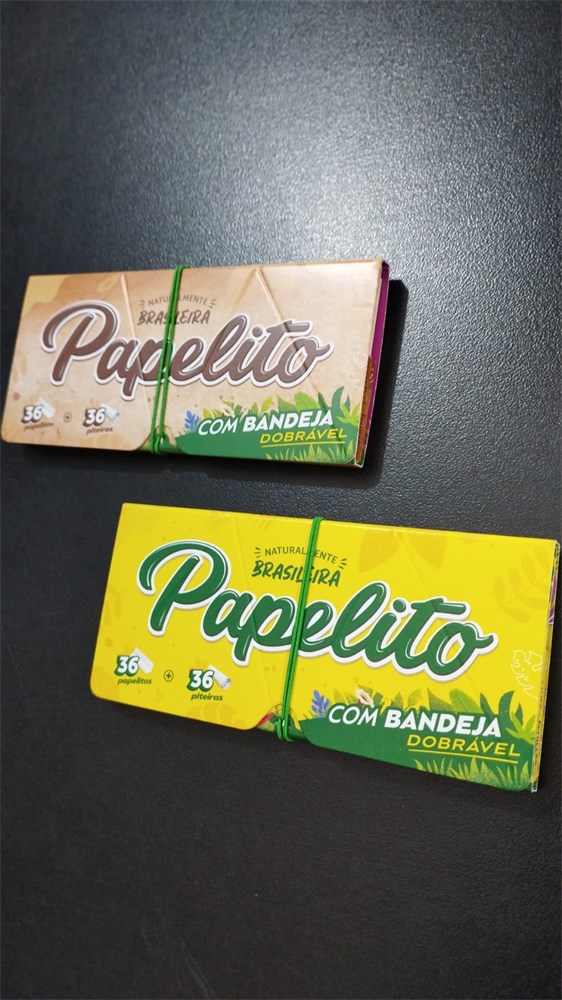 NATURALMENTE
BRASILEIRA
Papelito
36 papelitos + 36 piteiras
COM BANDEJA
DOBRÁVEL
NATURALMENTE
BRASILEIRA
Papelito
36 papelitos + 36 piteiras
COM BANDEJA
DOBRÁVEL